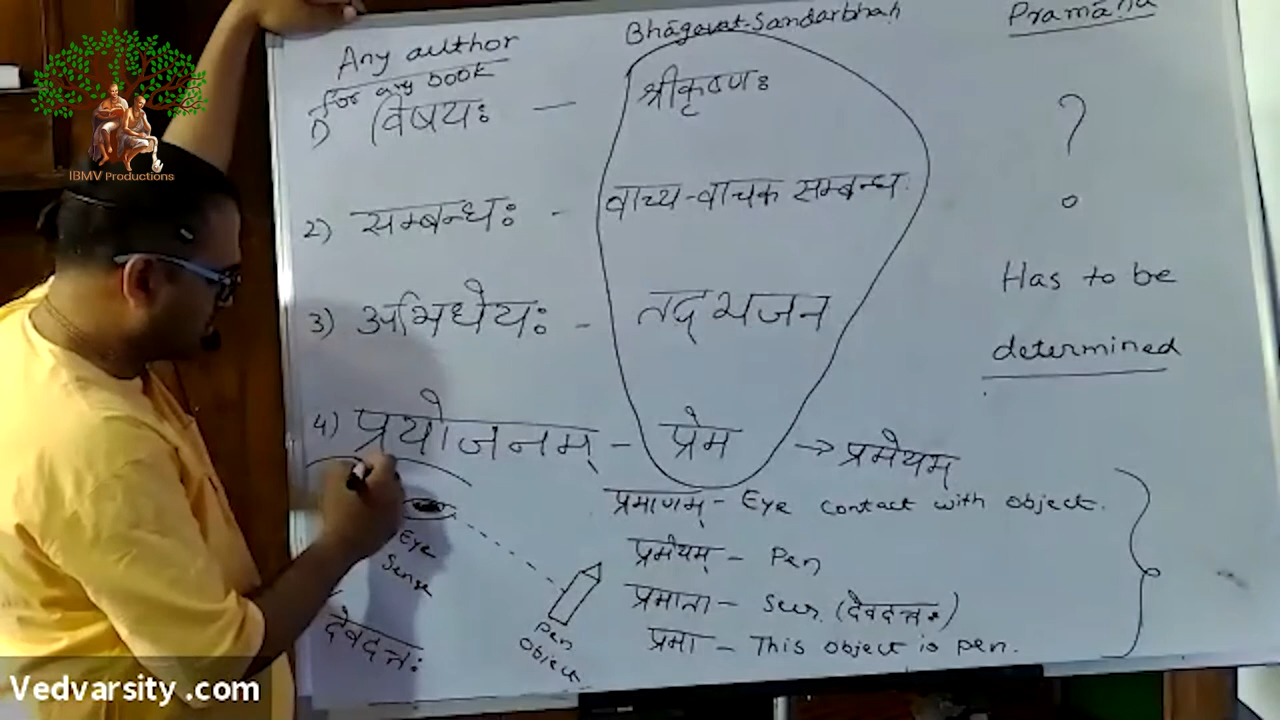 Any author
for any book
Bhāgavat-Sandarbhaḥ
Pramāṇa
1) विषयः — श्रीकृष्णः
?
2) सम्बन्धः - वाच्य-वाचक सम्बन्ध
3) अभिधेयः - तद् भजन
Has to be
determined
4) प्रयोजनम् - प्रेम → प्रमेयम्
प्रमाणम् - Eye contact with object.
प्रमेयम् - Pen
प्रमाता - Seer (देवदत्तः)
प्रमा - This object is pen.
Eye
Sense
Pen
Object
देवदत्तः
IBMV Productions
Vedvarsity .com